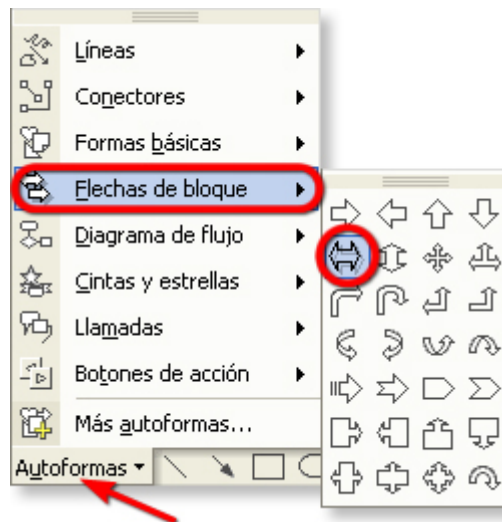 Líneas
Conectores
Formas básicas
Flechas de bloque
Diagrama de flujo
Cintas y estrellas
Llamadas
Botones de acción
Más autoformas...
Autoformas